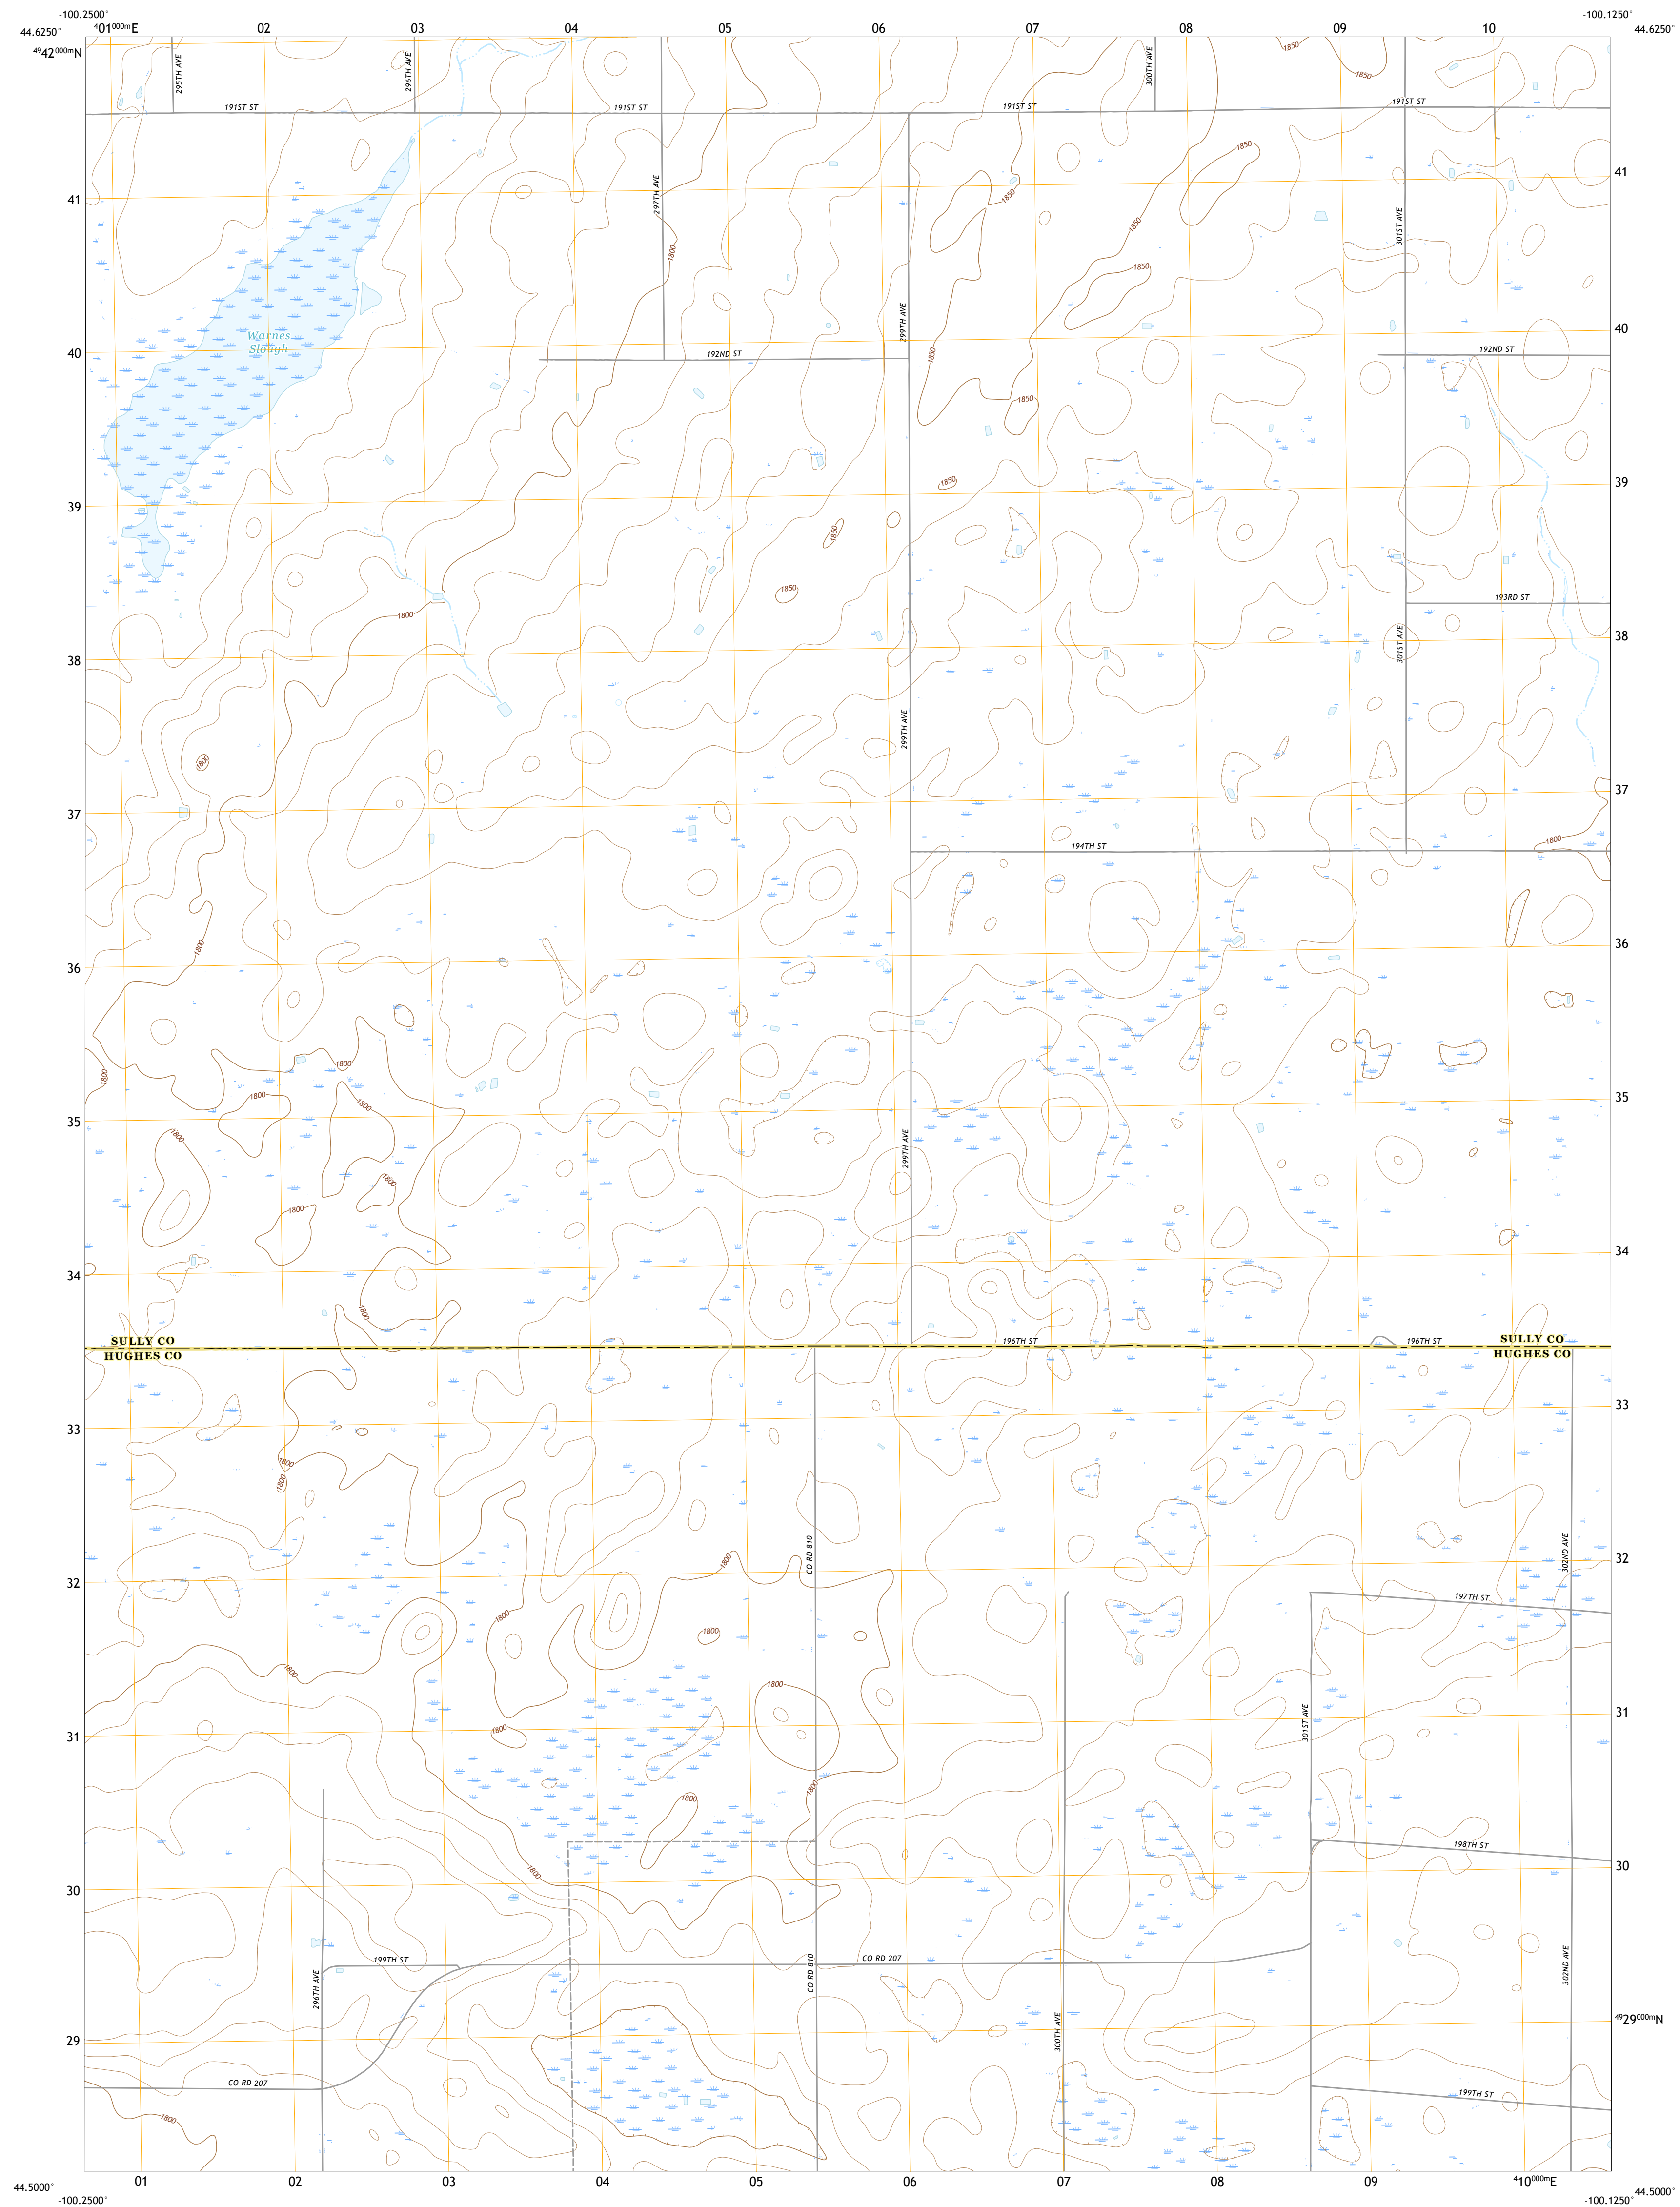 -100.2500°
-100.1250°
44.6250°
⁴01⁰⁰⁰ᵐE 02 03 04 05 06 07 08 09 10
44.6250°
⁴⁹42⁰⁰⁰ᵐN
295TH AVE
296TH AVE
300TH AVE
1850
1850
1850
191ST ST
191ST ST
191ST ST
191ST ST
1850
41
41
297TH AVE
1850
1850
301ST AVE
1800
1850
299TH AVE
40
Warnes
Slough
40
192ND ST
1850
192ND ST
1850
39
1850
39
1850
1850
1800
193RD ST
38
301ST AVE
38
299TH AVE
1800
37
37
194TH ST
1800
1800
36
36
1800
1800
1800
1800
35
35
1800
299TH AVE
1800
1800
34
34
1800
SULLY CO
HUGHES CO
196TH ST
196TH ST
SULLY CO
HUGHES CO
33
33
1800
1800
CO RD 810
302ND AVE
1800
32
32
197TH ST
1800
1800
1800
1800
301ST AVE
31
31
1800
1800
1800
198TH ST
1800
30
30
199TH ST
CO RD 207
CO RD 810
302ND AVE
296TH AVE
300TH AVE
29
⁴⁹29⁰⁰⁰ᵐN
CO RD 207
199TH ST
1800
44.5000°
01 02 03 04 05 06 07 08 09 ⁴10⁰⁰⁰ᵐE
44.5000°
-100.2500°
-100.1250°